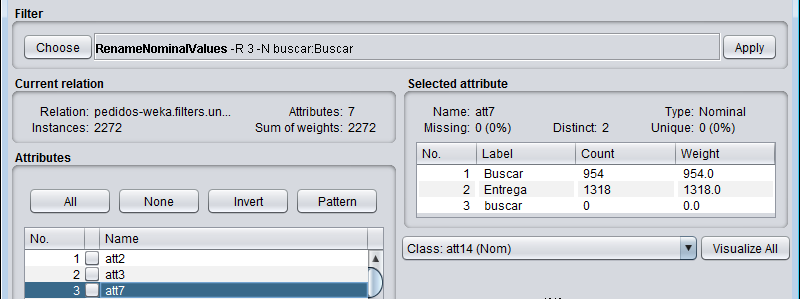 Filter
Choose RenameNominalValues -R 3 -N buscar:Buscar Apply
Current relation
Relation: pedidos-weka.filters.un... Attributes: 7
Instances: 2272 Sum of weights: 2272
Attributes
All None Invert Pattern
No. Name
1 att2
2 att3
3 att7
Selected attribute
Name: att7 Type: Nominal
Missing: 0 (0%) Distinct: 2 Unique: 0 (0%)
No. Label Count Weight
1 Buscar 954 954.0
2 Entrega 1318 1318.0
3 buscar 0 0.0
Class: att14 (Nom) Visualize All